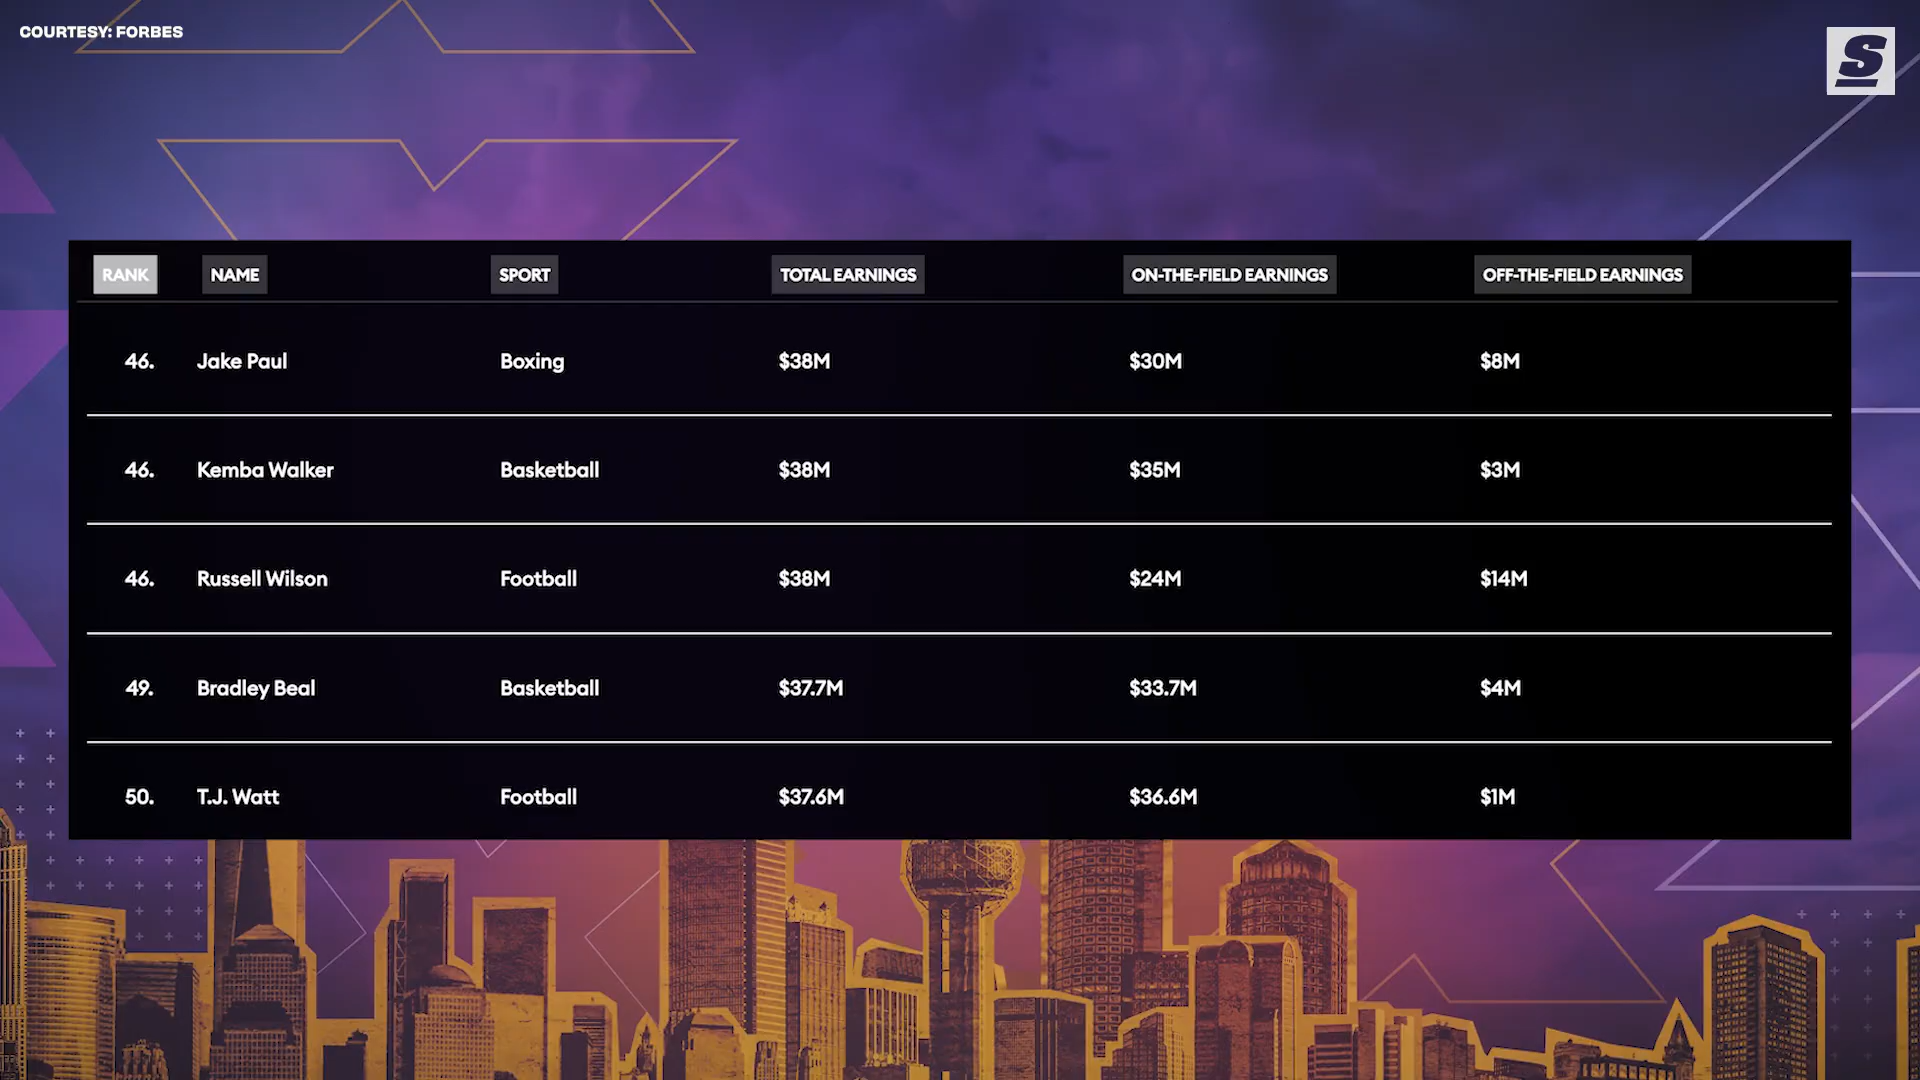 COURTESY: FORBES
S
RANK NAME SPORT TOTAL EARNINGS ON-THE-FIELD EARNINGS OFF-THE-FIELD EARNINGS
46. Jake Paul Boxing $38M $30M $8M
46. Kemba Walker Basketball $38M $35M $3M
46. Russell Wilson Football $38M $24M $14M
49. Bradley Beal Basketball $37.7M $33.7M $4M
50. T.J. Watt Football $37.6M $36.6M $1M